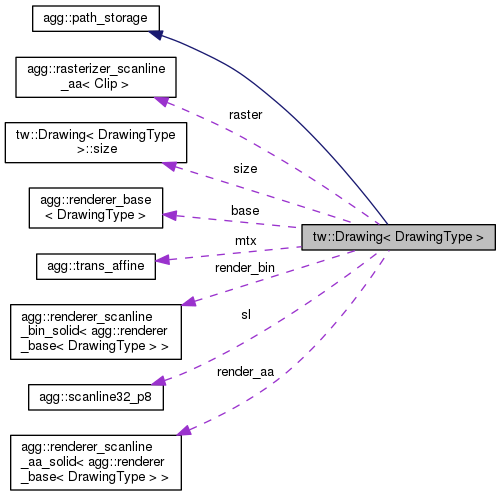 agg::path_storage
agg::rasterizer_scanline
_aa< Clip >
raster
tw::Drawing< DrawingType
>::size
size
agg::renderer_base
< DrawingType >
base
tw::Drawing< DrawingType >
mtx
agg::trans_affine
render_bin
agg::renderer_scanline
_bin_solid< agg::renderer
_base< DrawingType > >
sl
agg::scanline32_p8
render_aa
agg::renderer_scanline
_aa_solid< agg::renderer
_base< DrawingType > >